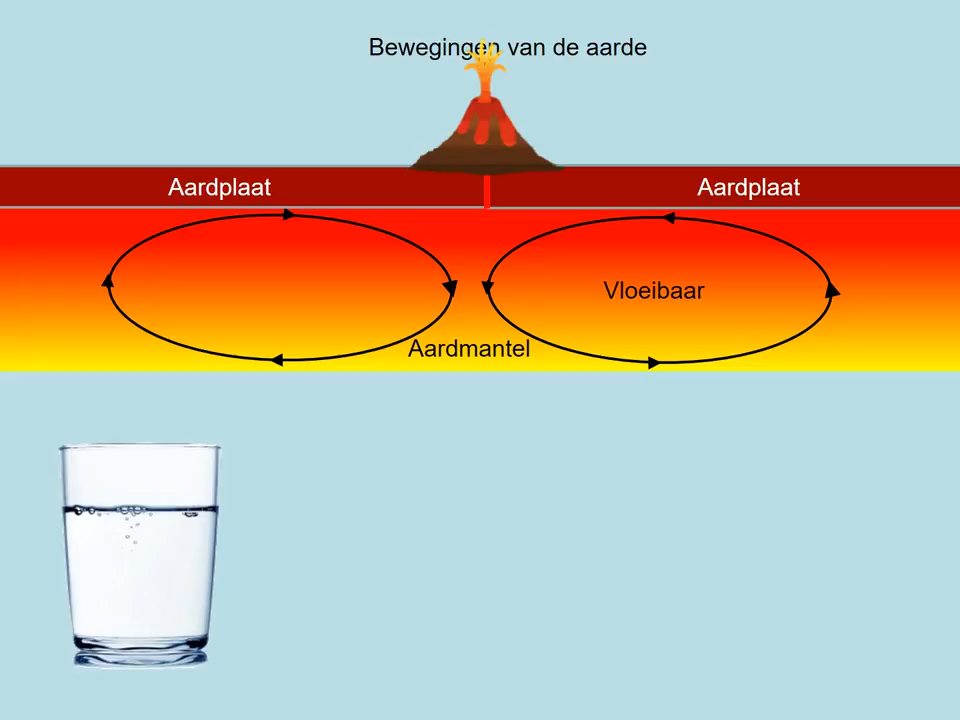 Bewegingen van de aarde
Aardplaat
Aardplaat
Vloeibaar
Aardmantel